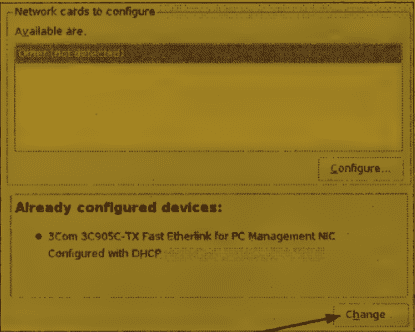 Network cards to configure
Available are.
Other (not detected)
Configure...
Already configured devices:
• 3Com 3C905C-TX Fast Etherlink for PC Management NIC
Configured with DHCP
Change...